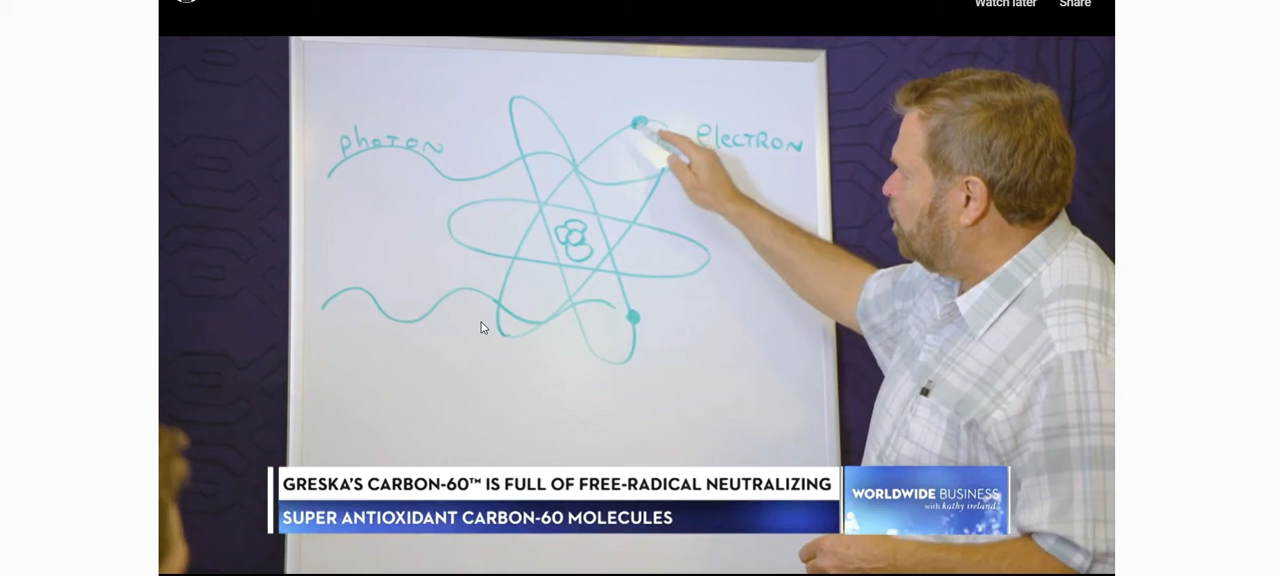 Watch later Share
photon
electron
GRESKA'S CARBON-60™ IS FULL OF FREE-RADICAL NEUTRALIZING
SUPER ANTIOXIDANT CARBON-60 MOLECULES
WORLDWIDE BUSINESS
with kathy ireland®